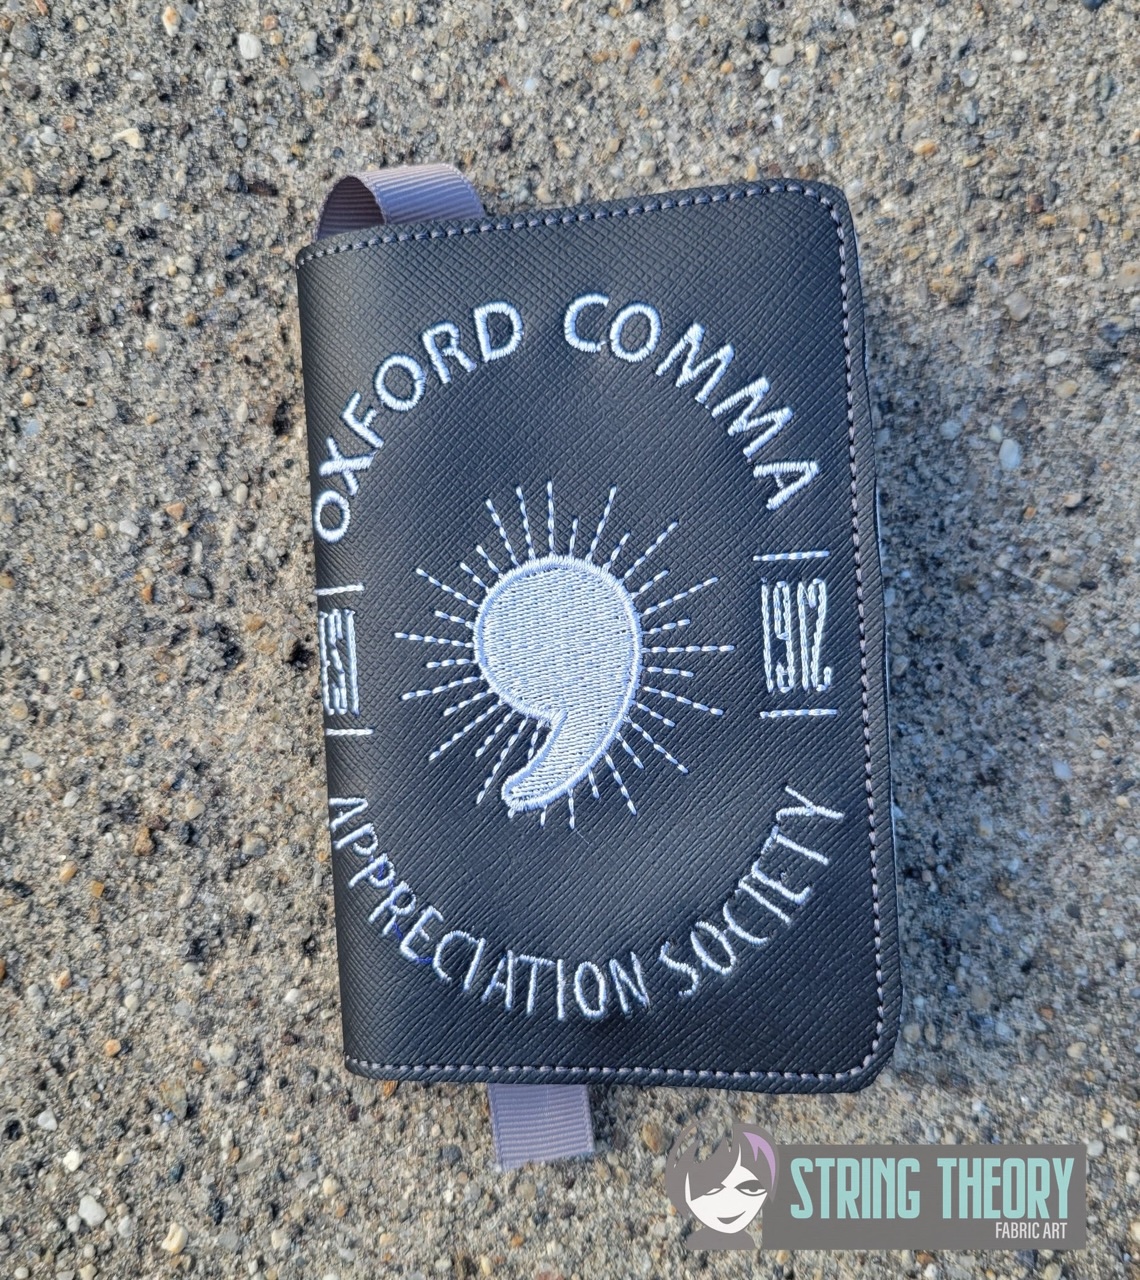 OXFORD COMMA
EST
1912
,
APPRECIATION SOCIETY
STRING THEORY
FABRIC ART